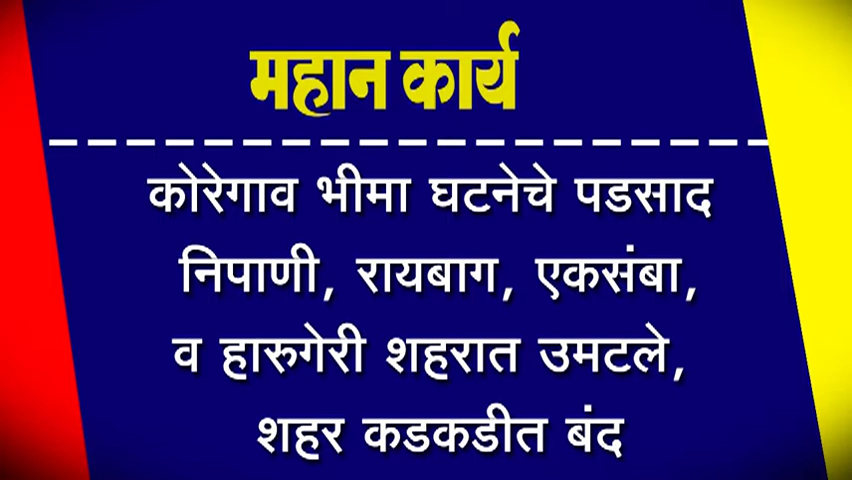 महान कार्य
कोरेगाव भीमा घटनेचे पडसाद
निपाणी, रायबाग, एकसंबा,
व हारुगेरी शहरात उमटले,
शहर कडकडीत बंद